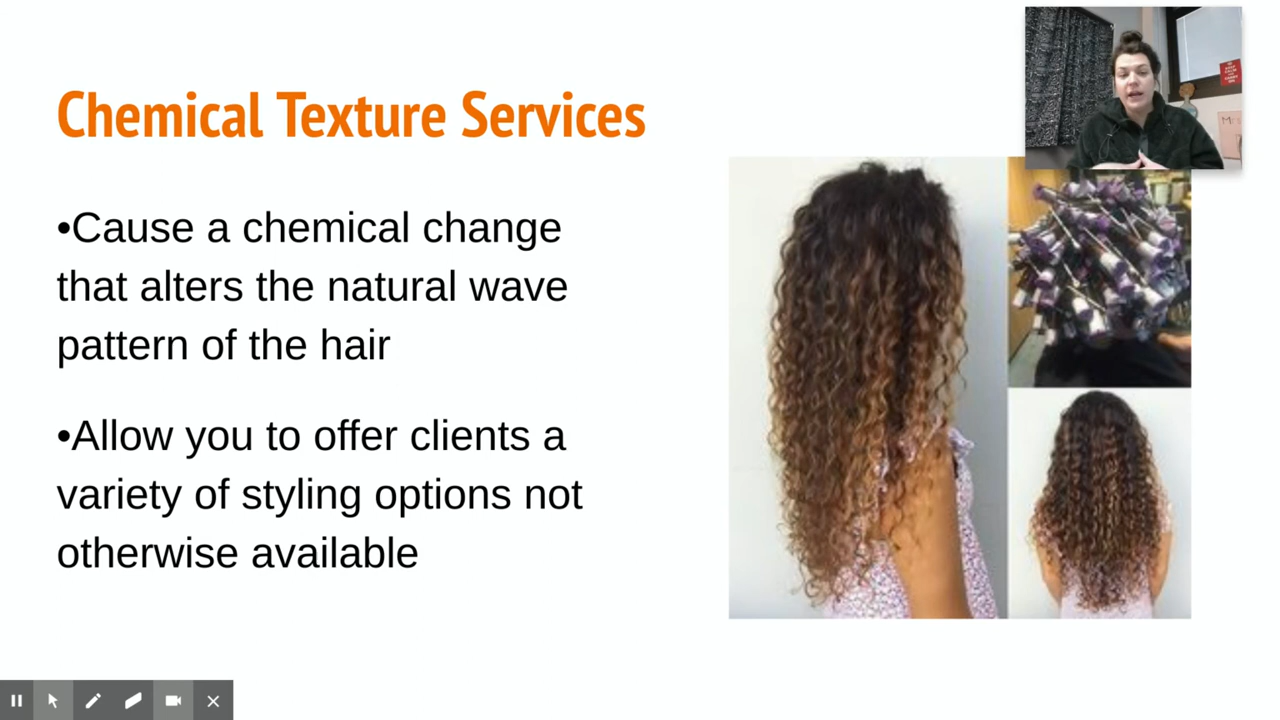 Chemical Texture Services
•Cause a chemical change
that alters the natural wave
pattern of the hair
•Allow you to offer clients a
variety of styling options not
otherwise available